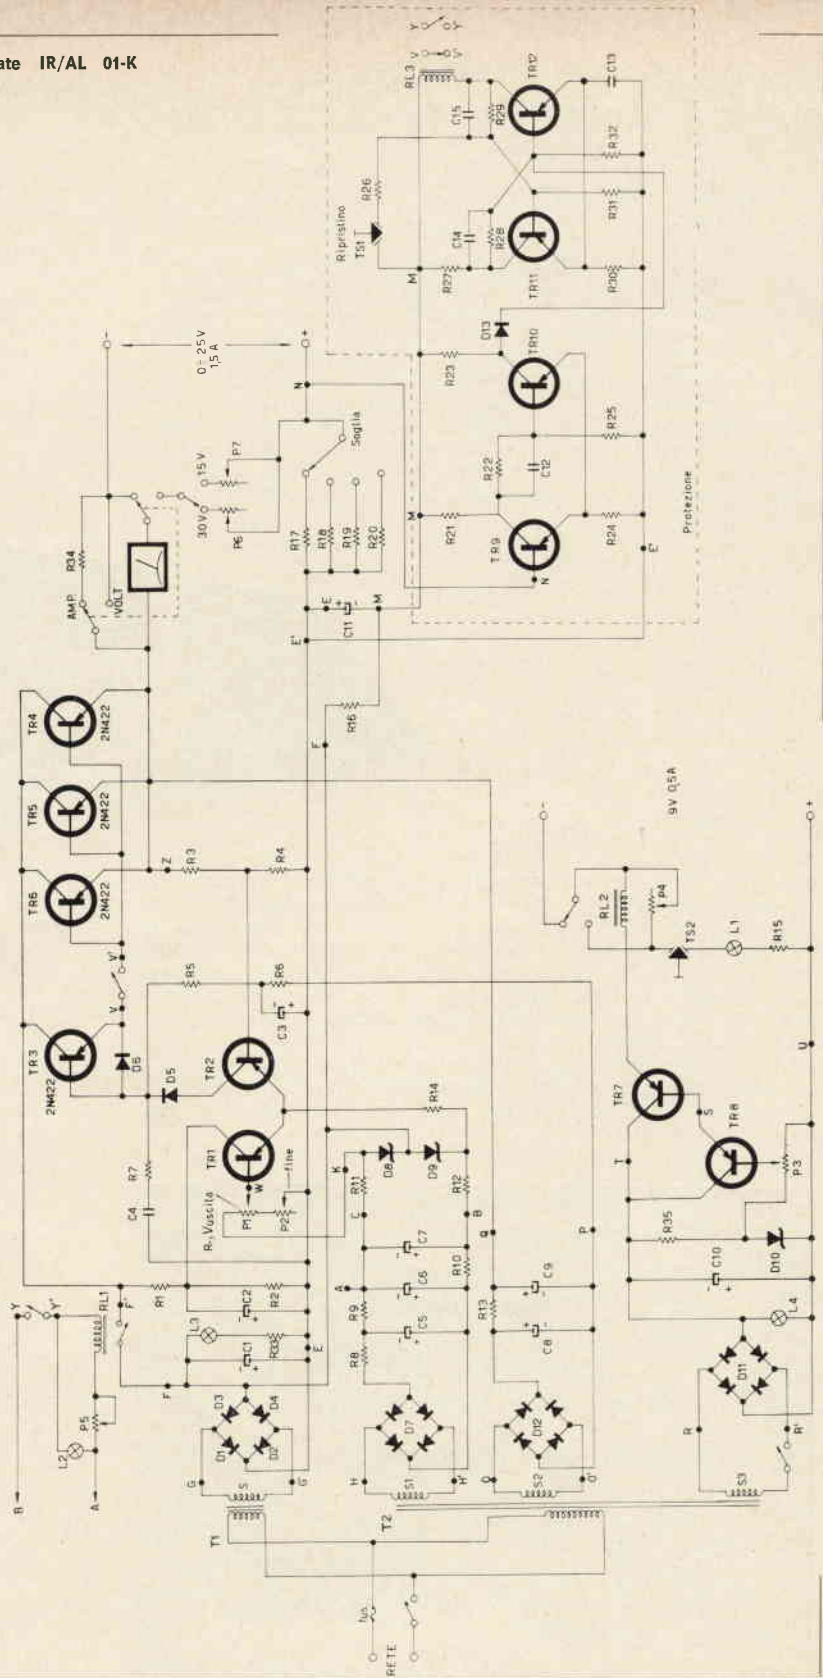 ate IR/AL 01-K
Y Y'
V V'
RL3
C15
R29
TR12
C13
R26
R32
Ripristino
TS1
C14
R28
R31
M
R27
TR11
R30
D13
TR10
R23
R22
C12
R25
M
R21
TR9
R24
N
E'
Protezione
-
0÷25V
1,5 A
+
N
R34
AMP.
VOLT
30V
15V
P7
P6
Soglia
R17
R18
R19
R20
E
C11
M
E'
F
R16
TR4
2N422
TR5
2N422
TR6
2N422
Z
R3
R4
V'
V
R5
R6
C3
TR3
2N422
D6
D5
TR2
R7
C4
TR1
W
R, Vuscita
P1
P2
fine
R14
K
D8
D9
R11
R12
C
B
C7
C6
C5
R10
A
R9
R8
Y
Y'
RL1
F'
R1
C2
R2
L3
C1
R33
E
F
P5
L2
B
A
D3
D4
D1
D2
G
G'
S
T1
D7
H
H'
S1
T2
Q
P
R13
C9
C8
D12
O
O'
S2
9V 0,5A
-
+
RL2
P4
TS2
L1
R15
U
TR7
S
TR8
T
P3
R35
D10
C10
L4
D11
R
R'
S3
fus.
RETE